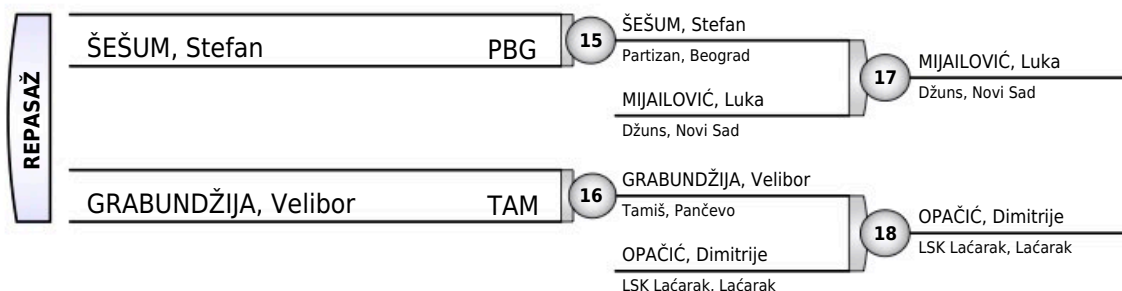 REPASAŽ
ŠEŠUM, Stefan PBG
15
ŠEŠUM, Stefan
Partizan, Beograd
MIJAILOVIĆ, Luka
Džuns, Novi Sad
17
MIJAILOVIĆ, Luka
Džuns, Novi Sad
GRABUNDŽIJA, Velibor TAM
16
GRABUNDŽIJA, Velibor
Tamiš, Pančevo
OPAČIĆ, Dimitrije
LSK Laćarak, Laćarak
18
OPAČIĆ, Dimitrije
LSK Laćarak, Laćarak